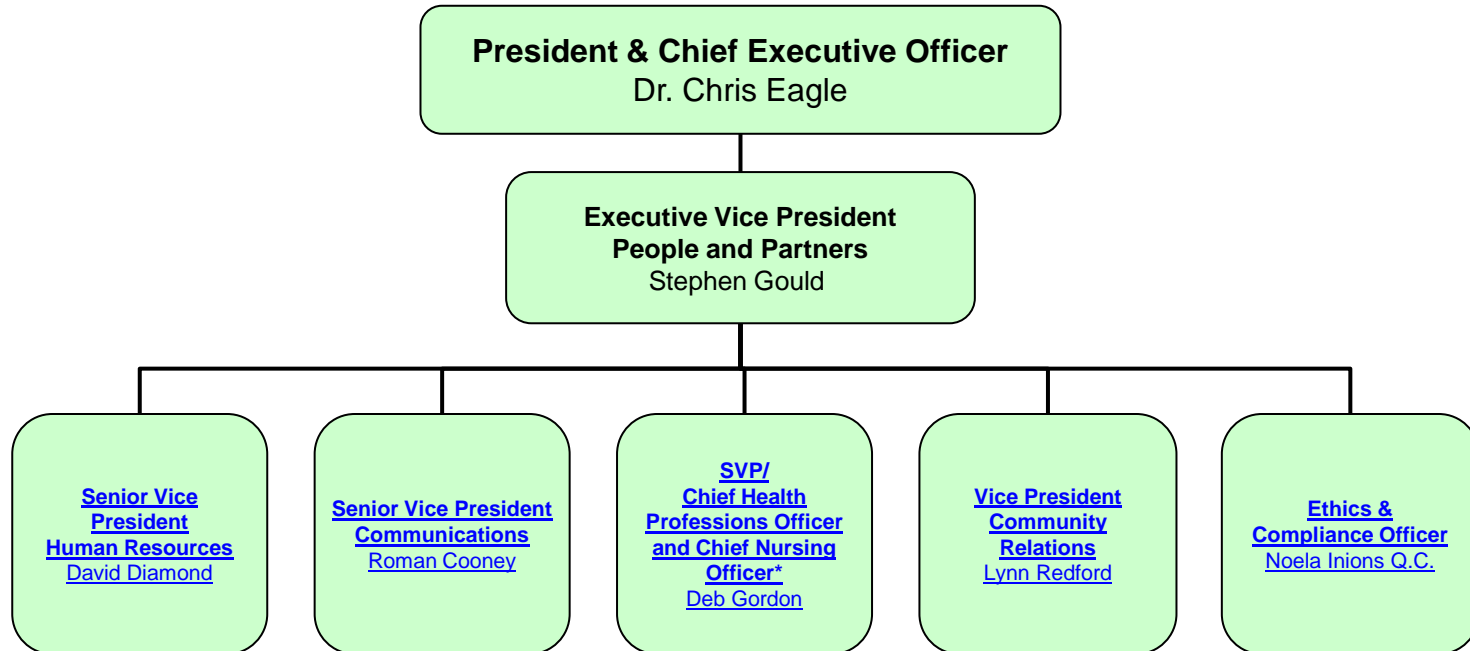 President & Chief Executive Officer
Dr. Chris Eagle
Executive Vice President
People and Partners
Stephen Gould
Senior Vice
President
Human Resources
David Diamond
Senior Vice President
Communications
Roman Cooney
SVP/
Chief Health
Professions Officer
and Chief Nursing
Officer*
Deb Gordon
Vice President
Community
Relations
Lynn Redford
Ethics &
Compliance Officer
Noela Inions Q.C.